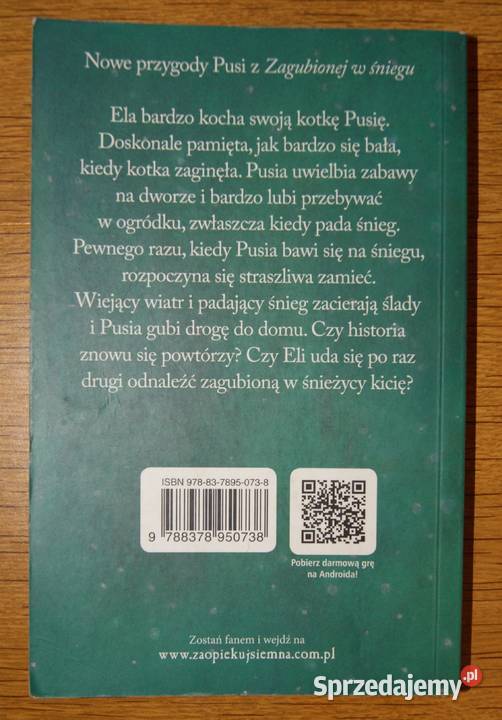 Nowe przygody Pusi z Zagubionej w śniegu
Ela bardzo kocha swoją kotkę Pusię.
Doskonale pamięta, jak bardzo się bała,
kiedy kotka zaginęła. Pusia uwielbia zabawy
na dworze i bardzo lubi przebywać
w ogródku, zwłaszcza kiedy pada śnieg.
Pewnego razu, kiedy Pusia bawi się na śniegu,
rozpoczyna się straszliwa zamieć.
Wiejący wiatr i padający śnieg zacierają ślady
i Pusia gubi drogę do domu. Czy historia
znowu się powtórzy? Czy Eli uda się po raz
drugi odnaleźć zagubioną w śnieżycy kicię?
ISBN 978-83-7895-073-8
9 788378 950738
Pobierz darmową grę
na Androida!
Zostań fanem i wejdź na
www.zaopiekujsiemna.com.pl
Sprzedajemy.pl